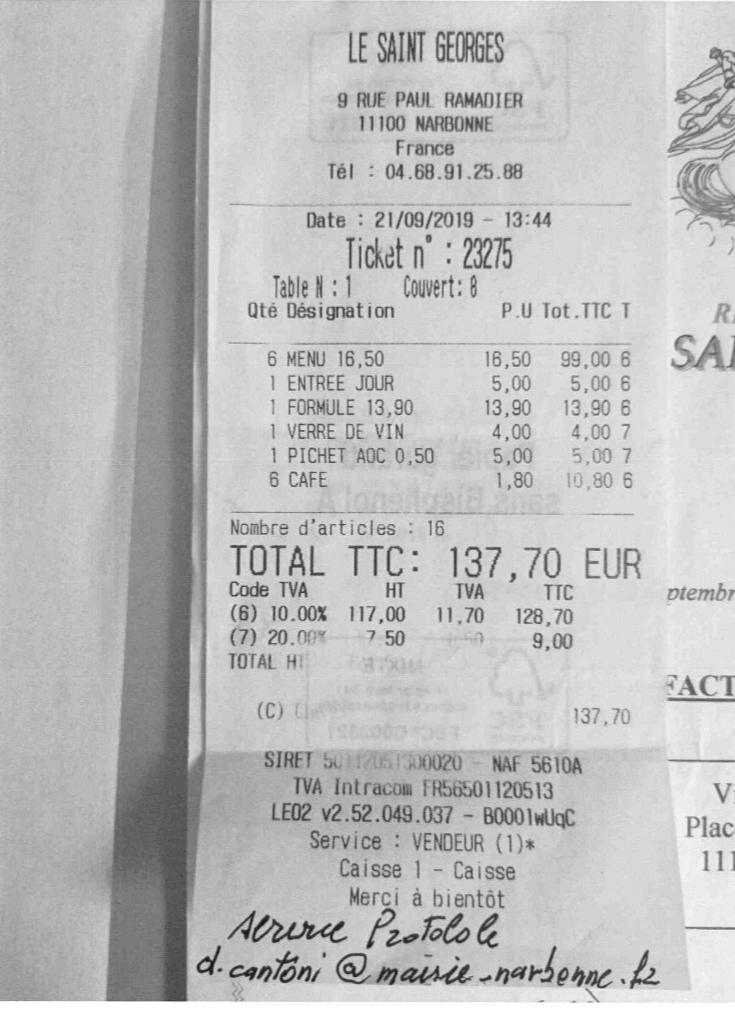 LE SAINT GEORGES
9 RUE PAUL RAMADIER
11100 NARBONNE
France
Tél : 04.68.91.25.88
Date : 21/09/2019 - 13:44
Ticket n° : 23275
Table N : 1 Couvert: 8
Qté Désignation P.U Tot.TTC T
6 MENU 16,50 16,50 99,00 6
1 ENTREE JOUR 5,00 5,00 6
1 FORMULE 13,90 13,90 13,90 6
1 VERRE DE VIN 4,00 4,00 7
1 PICHET AOC 0,50 5,00 5,00 7
6 CAFE 1,80 10,80 6
Nombre d'articles : 16
TOTAL TTC: 137,70 EUR
Code TVA HT TVA TTC
(6) 10.00% 117,00 11,70 128,70
(7) 20.00% 7,50 1,50 9,00
TOTAL HT
(C) 137,70
SIRET 50112051300020 - NAF 5610A
TVA Intracom FR56501120513
LEO2 v2.52.049.037 - B0001wUqC
Service : VENDEUR (1)*
Caisse 1 - Caisse
Merci à bientôt
service Protolole
d.cantoni@mairie-narbonne.fr
SAI
ptembr
FACT
Plac
111